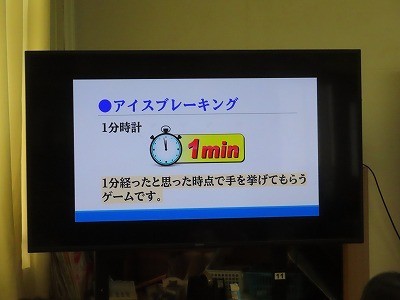 ●アイスブレーキング
1分時計
1min
1分経ったと思った時点で手を挙げてもらう
ゲームです。
11